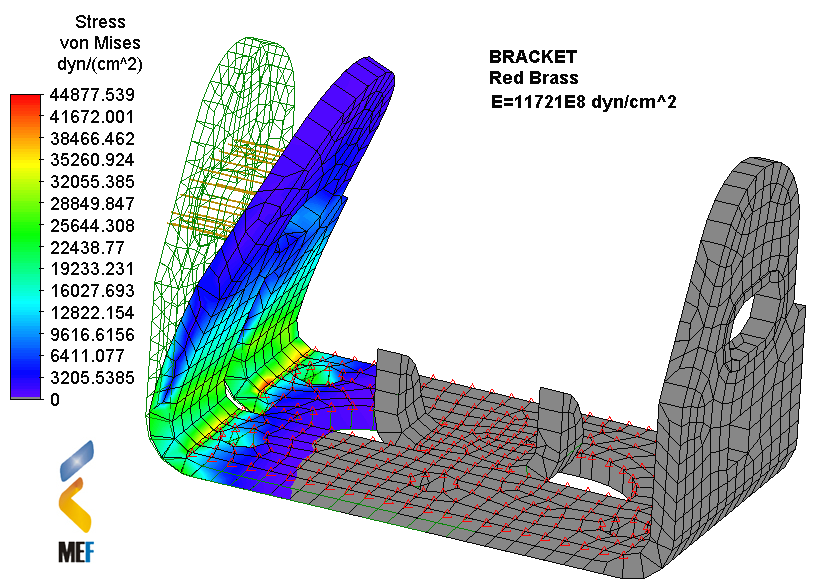 Stress
von Mises
dyn/(cm^2)
44877.539
41672.001
38466.462
35260.924
32055.385
28849.847
25644.308
22438.77
19233.231
16027.693
12822.154
9616.6156
6411.077
3205.5385
0
BRACKET
Red Brass
E=11721E8 dyn/cm^2
MEF